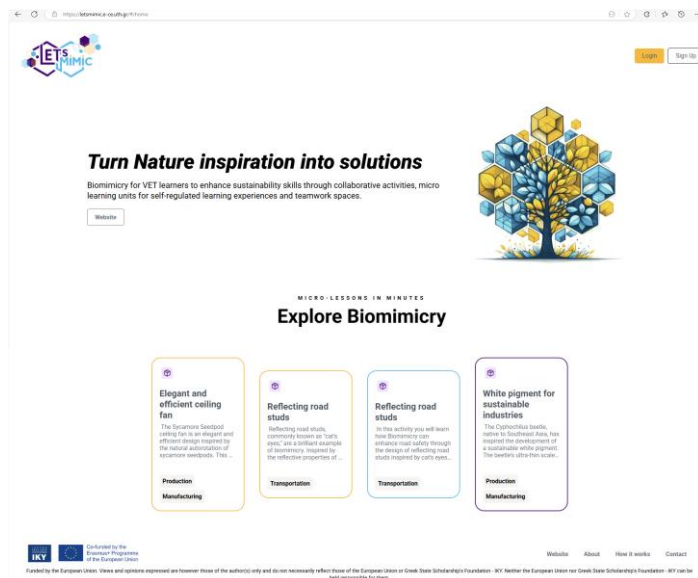 https://letsmimic.e-ce.uth.gr/#/home
LET'S
MIMIC
Login
Sign Up
Turn Nature inspiration into solutions
Biomimicry for VET learners to enhance sustainability skills through collaborative activities, micro
learning units for self-regulated learning experiences and teamwork spaces.
Website
MICRO-LESSONS IN MINUTES
Explore Biomimicry
Elegant and
efficient ceiling
fan
The Sycamore Seedpod
ceiling fan is an elegant and
efficient design inspired by
the natural autorotation of
sycamore seedpods. This ...
Production
Manufacturing
Reflecting road
studs
Reflecting road studs,
commonly known as "cat's
eyes," are a brilliant example
of biomimicry, inspired by
the reflective properties of ...
Transportation
Reflecting road
studs
In this activity you will learn
how Biomimicry can
enhance road safety through
the design of reflecting road
studs inspired by cat's eyes...
Transportation
White pigment for
sustainable
industries
The Cyphochilus beetle,
native to Southeast Asia, has
inspired the development of
a sustainable white pigment.
The beetle's ultra-thin scale...
Production
Manufacturing
IKY
Co-funded by the
Erasmus+ Programme
of the European Union
Website
About
How it works
Contact
Funded by the European Union. Views and opinions expressed are however those of the author(s) only and do not necessarily reflect those of the European Union or Greek State Scholarship's Foundation - IKY. Neither the European Union nor Greek State Scholarship's Foundation - IKY can be
held responsible for them.